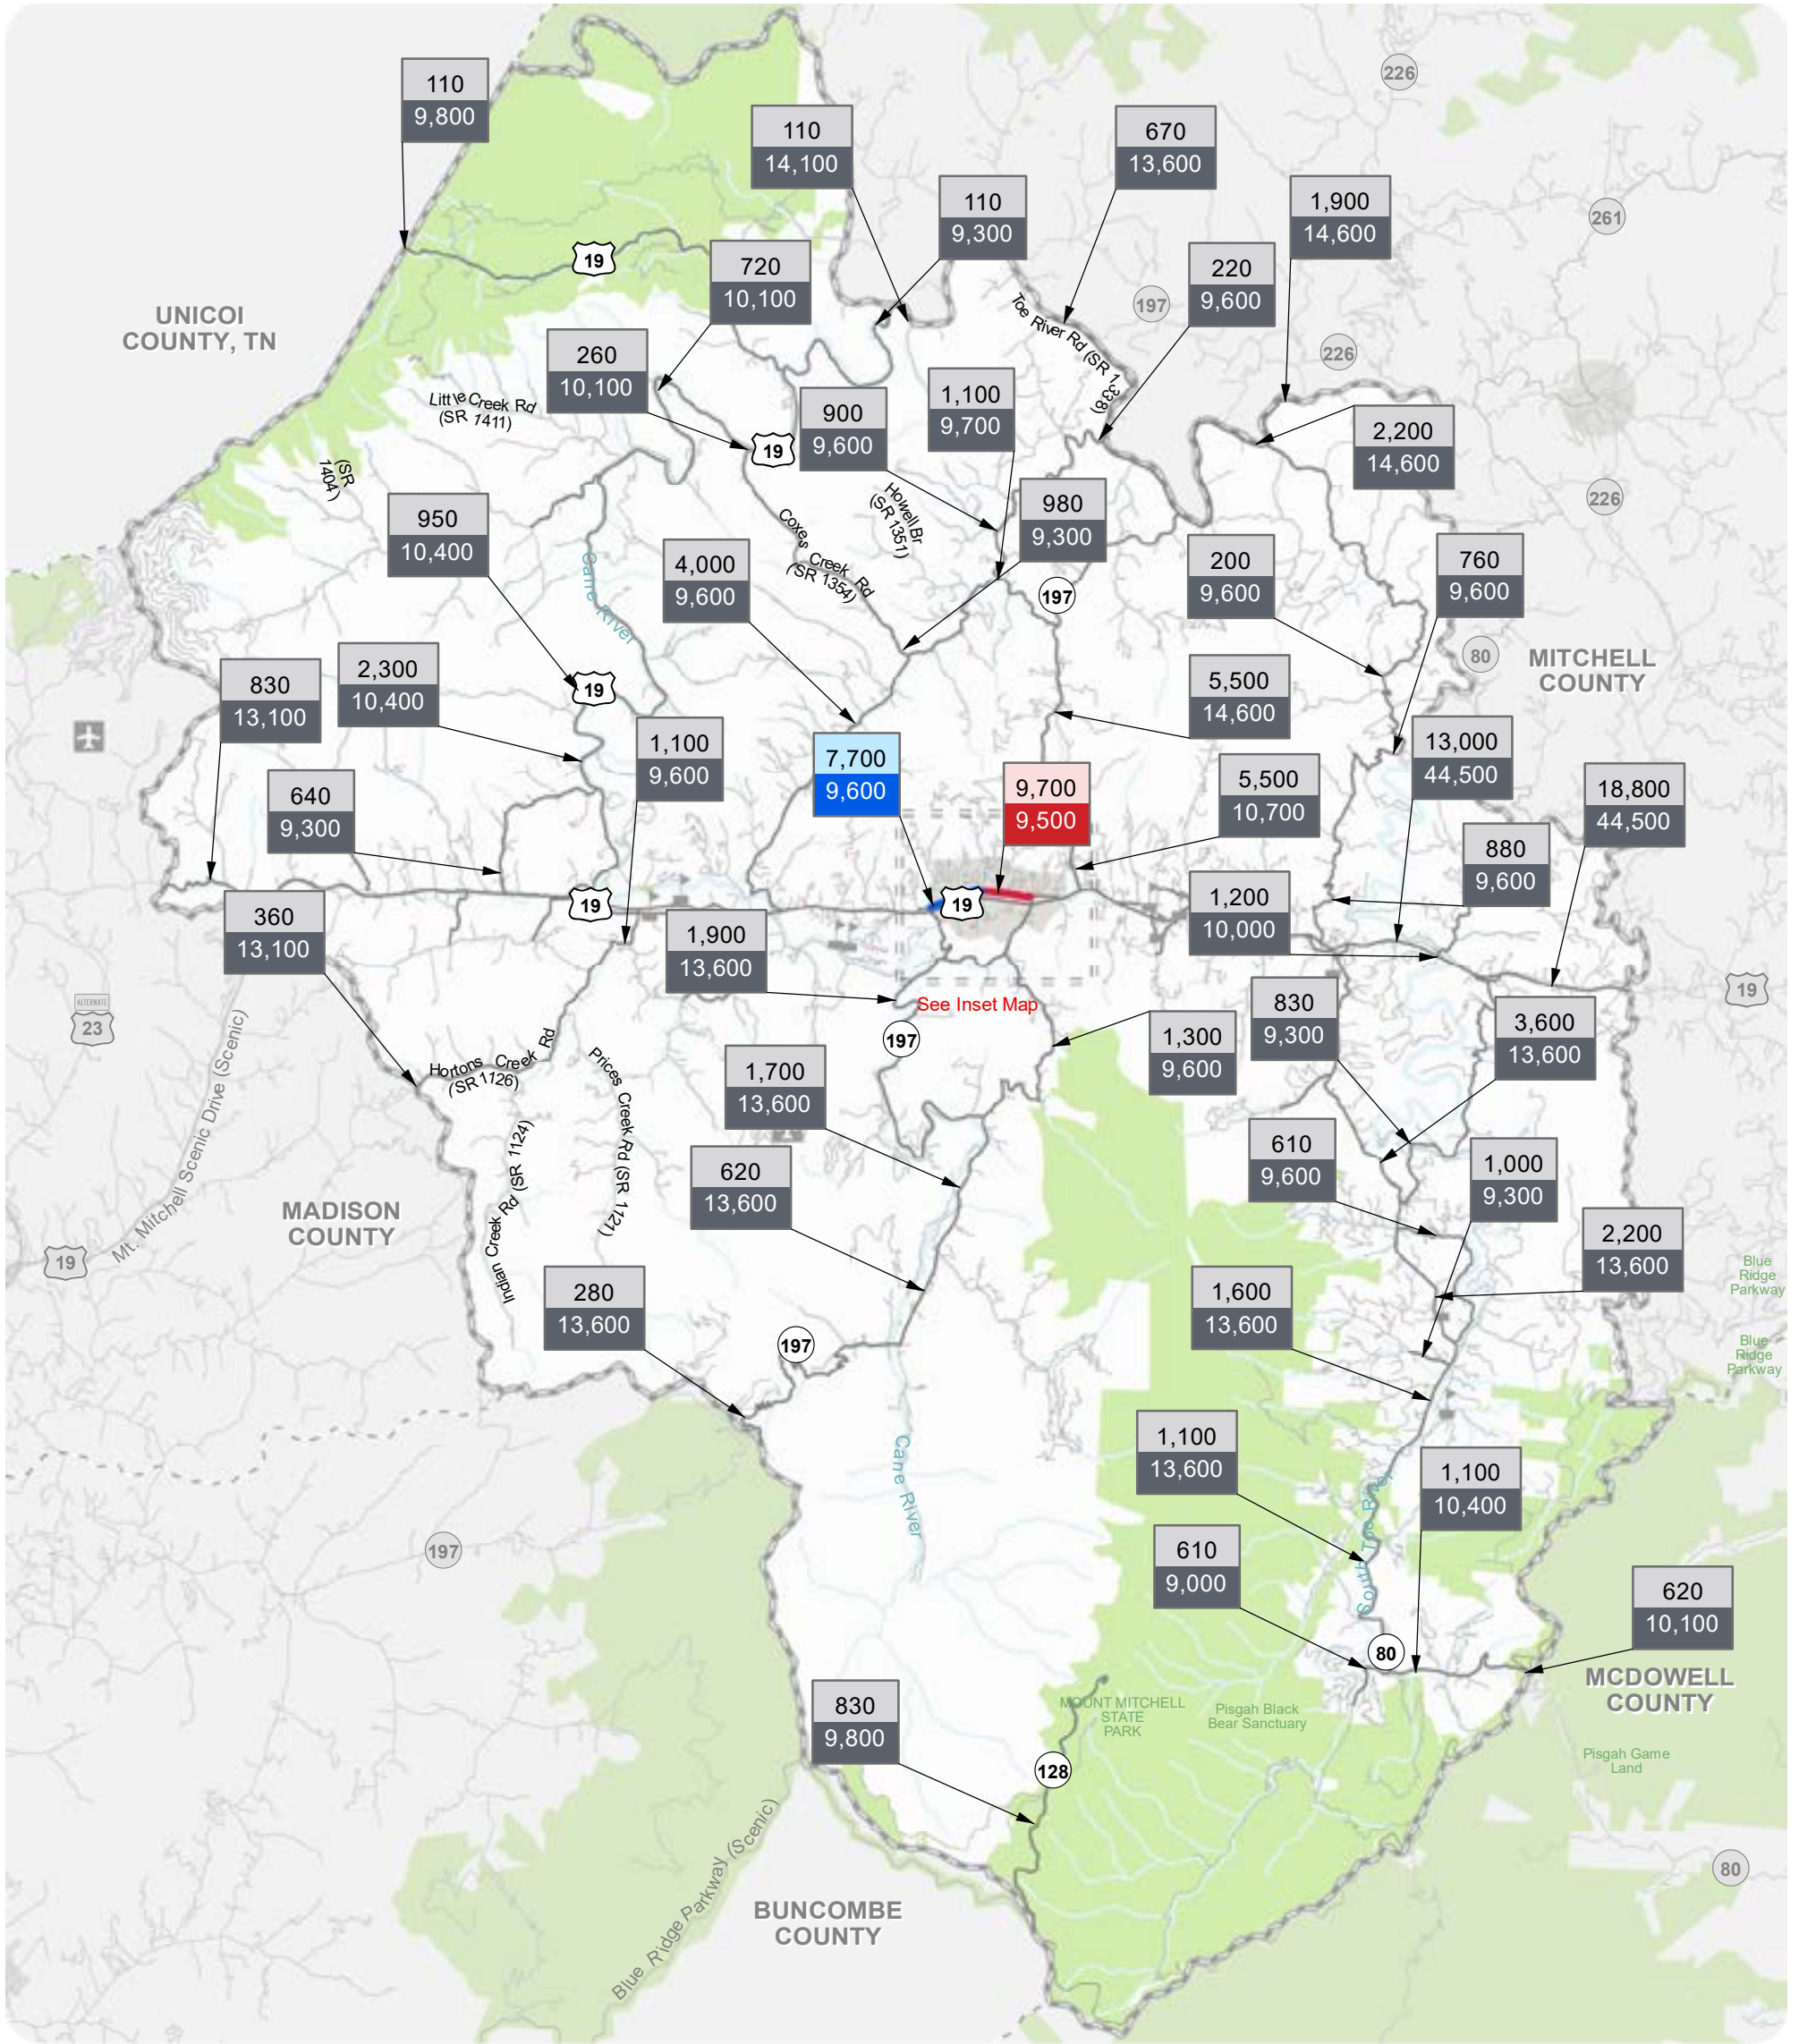 226
110
9,800
110
14,100
670
13,600
110
9,300
1,900
14,600
261
19
720
10,100
220
9,600
197
UNICOI
COUNTY, TN
Toe River Rd (SR 1338)
226
260
10,100
Little Creek Rd
(SR 1411)
900
9,600
1,100
9,700
2,200
14,600
19
(SR
1404)
950
10,400
Howell Br
(SR 1351)
980
9,300
226
Coxes Creek Rd
(SR 1354)
4,000
9,600
200
9,600
760
9,600
Cane River
197
80
MITCHELL
COUNTY
830
13,100
2,300
10,400
19
5,500
14,600
1,100
9,600
7,700
9,600
13,000
44,500
640
9,300
9,700
9,500
5,500
10,700
18,800
44,500
880
9,600
360
13,100
19
19
1,200
10,000
1,900
13,600
See Inset Map
830
9,300
19
ALTERNATE
23
197
1,300
9,600
3,600
13,600
Hortons Creek Rd
(SR 1126)
Prices Creek Rd (SR 1121)
1,700
13,600
Mt. Mitchell Scenic Drive (Scenic)
Indian Creek Rd (SR 1124)
610
9,600
1,000
9,300
620
13,600
MADISON
COUNTY
2,200
13,600
19
Blue
Ridge
Parkway
280
13,600
1,600
13,600
197
Blue
Ridge
Parkway
1,100
13,600
Cane River
1,100
10,400
South Toe River
197
610
9,000
620
10,100
80
MCDOWELL
COUNTY
830
9,800
MOUNT MITCHELL
STATE
PARK
Pisgah Black
Bear Sanctuary
128
Pisgah Game
Land
Blue Ridge Parkway (Scenic)
80
BUNCOMBE
COUNTY